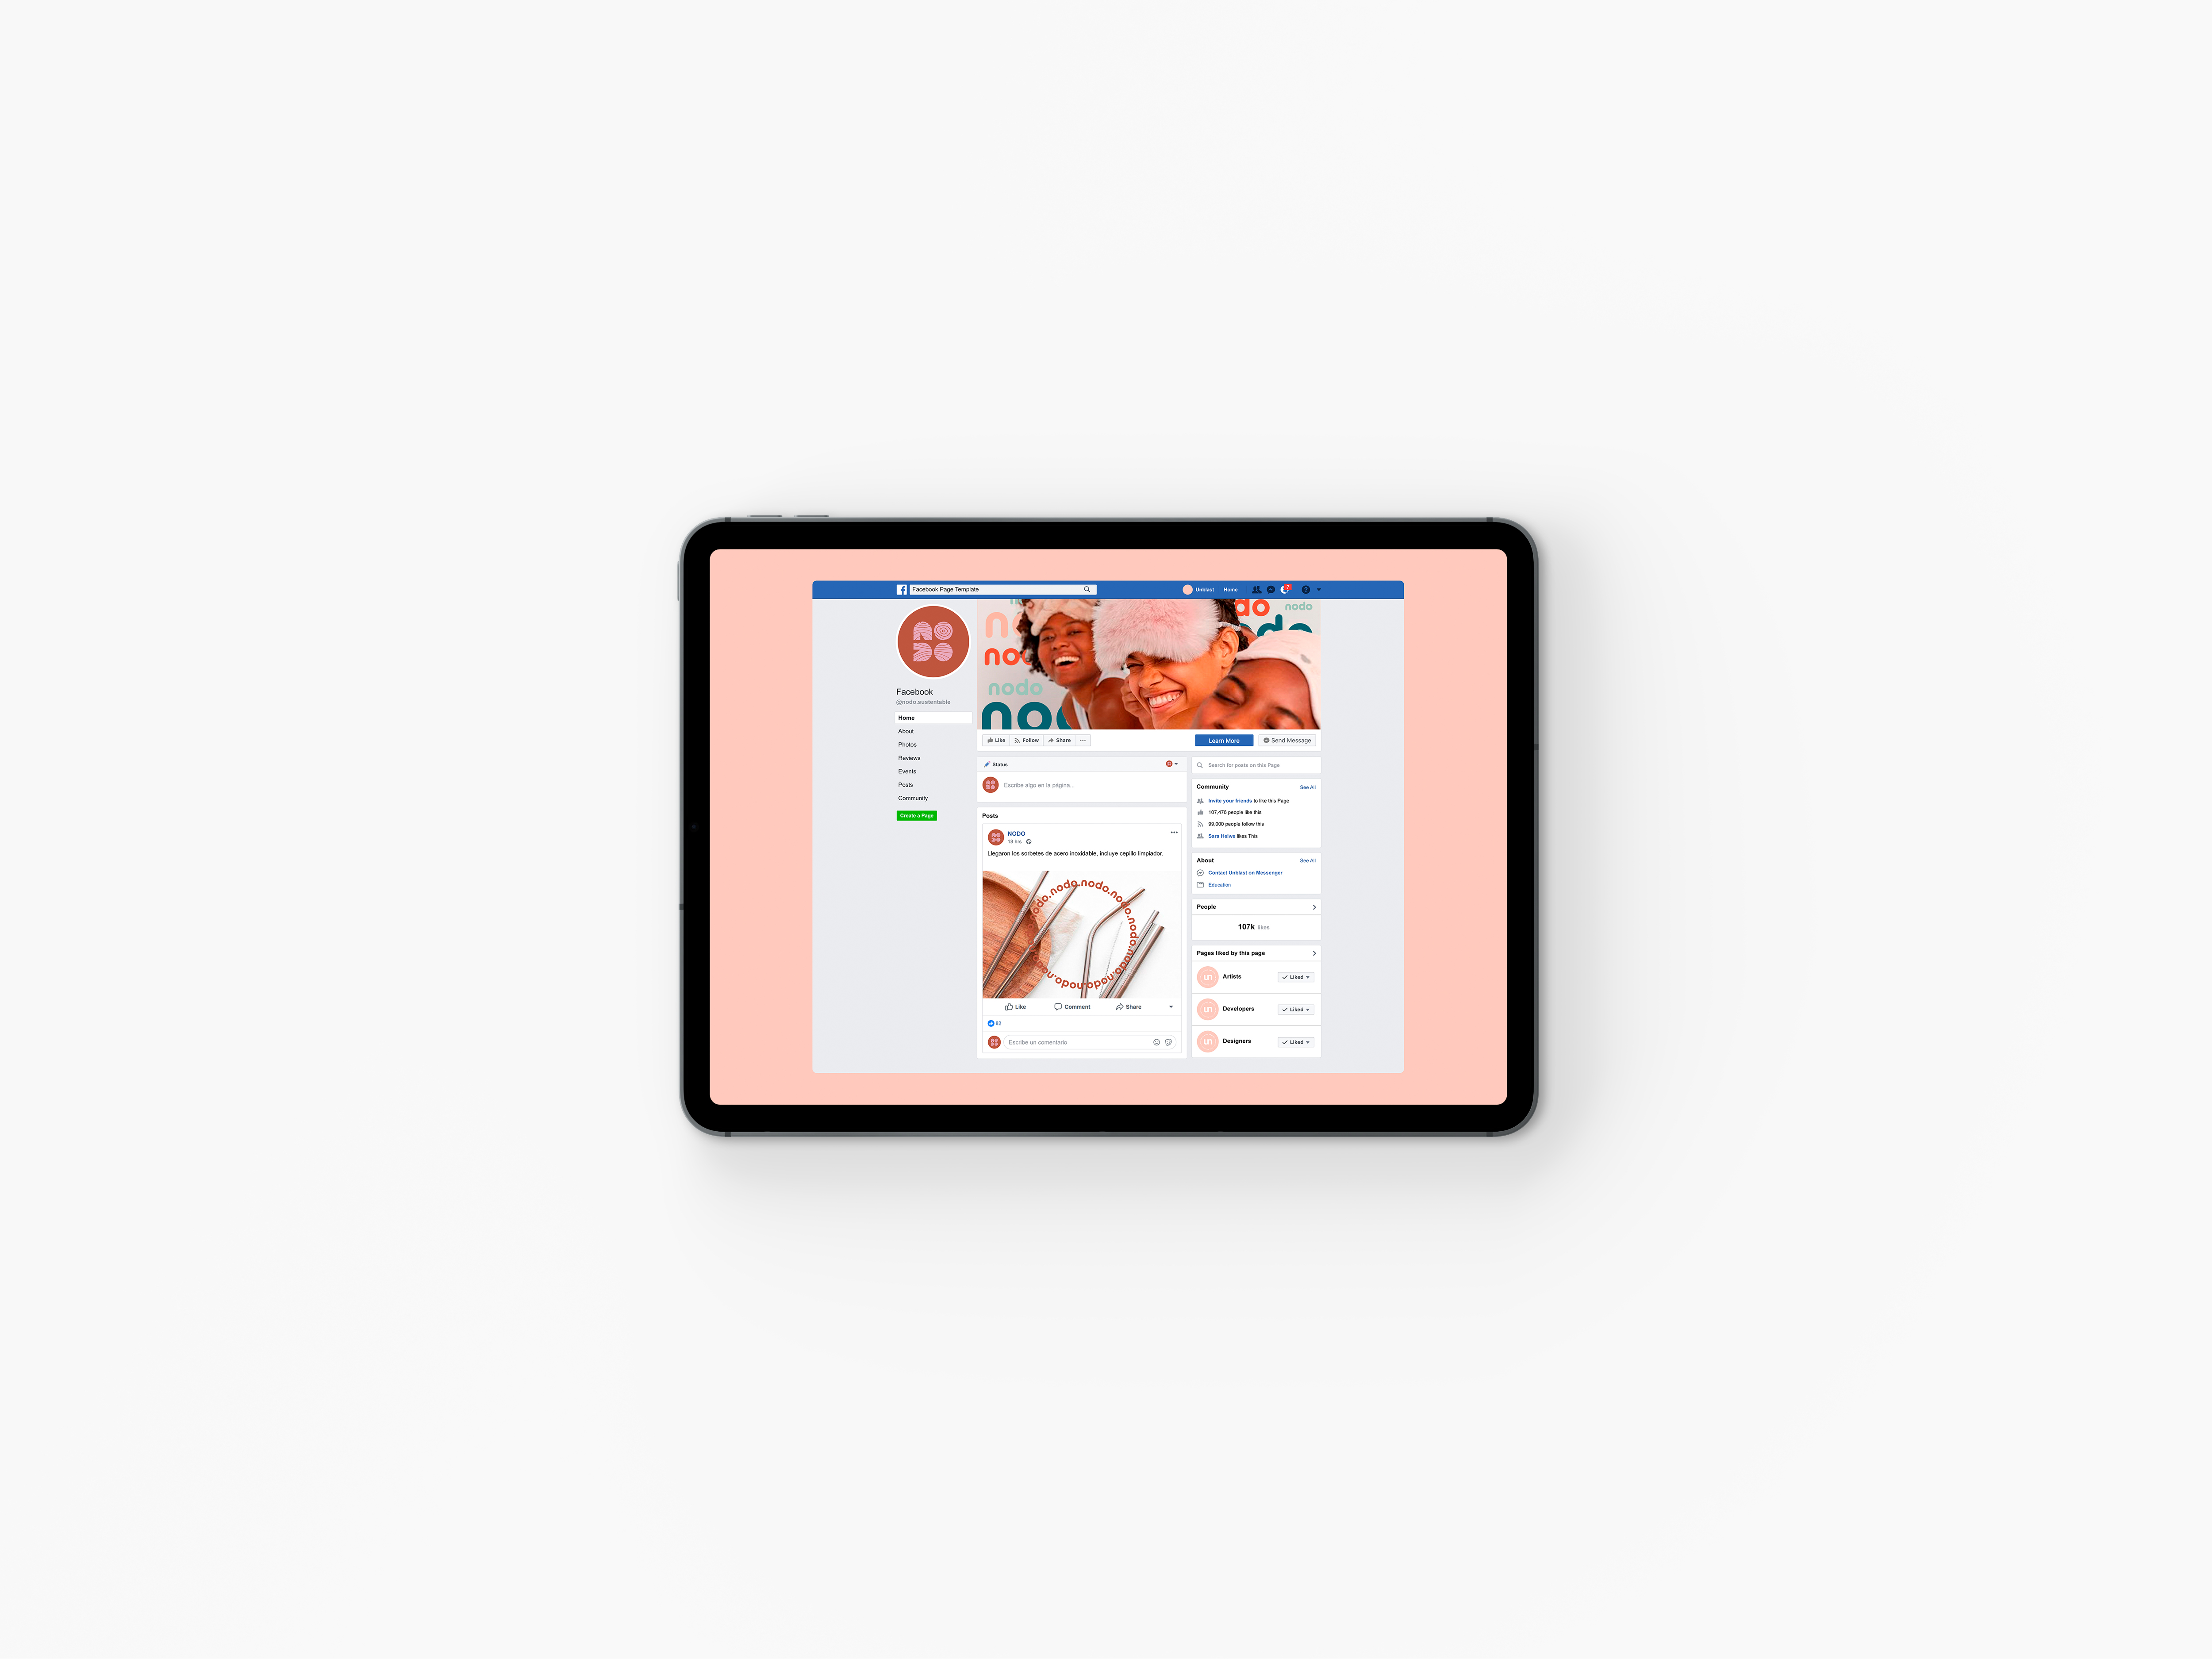 Facebook Page Template
Unblast
Home
7
NODO
Facebook
@nodo.sustentable
Home
About
Photos
Reviews
Events
Posts
Community
Create a Page
nodo
nodo
Like
Follow
Share
Learn More
Send Message
Status
Escribe algo en la página...
Posts
NODO
18 hrs
Llegaron los sorbetes de acero inoxidable, incluye cepillo limpiador.
nodo.nodo.nodo.nodo.nodo.nodo.nodo
Like
Comment
Share
82
Escribe un comentario
Search for posts on this Page
Community
See All
Invite your friends to like this Page
107,476 people like this
99,000 people follow this
Sara Helwe likes This
About
See All
Contact Unblast on Messenger
Education
People
107k likes
Pages liked by this page
un
Artists
Liked
un
Developers
Liked
un
Designers
Liked